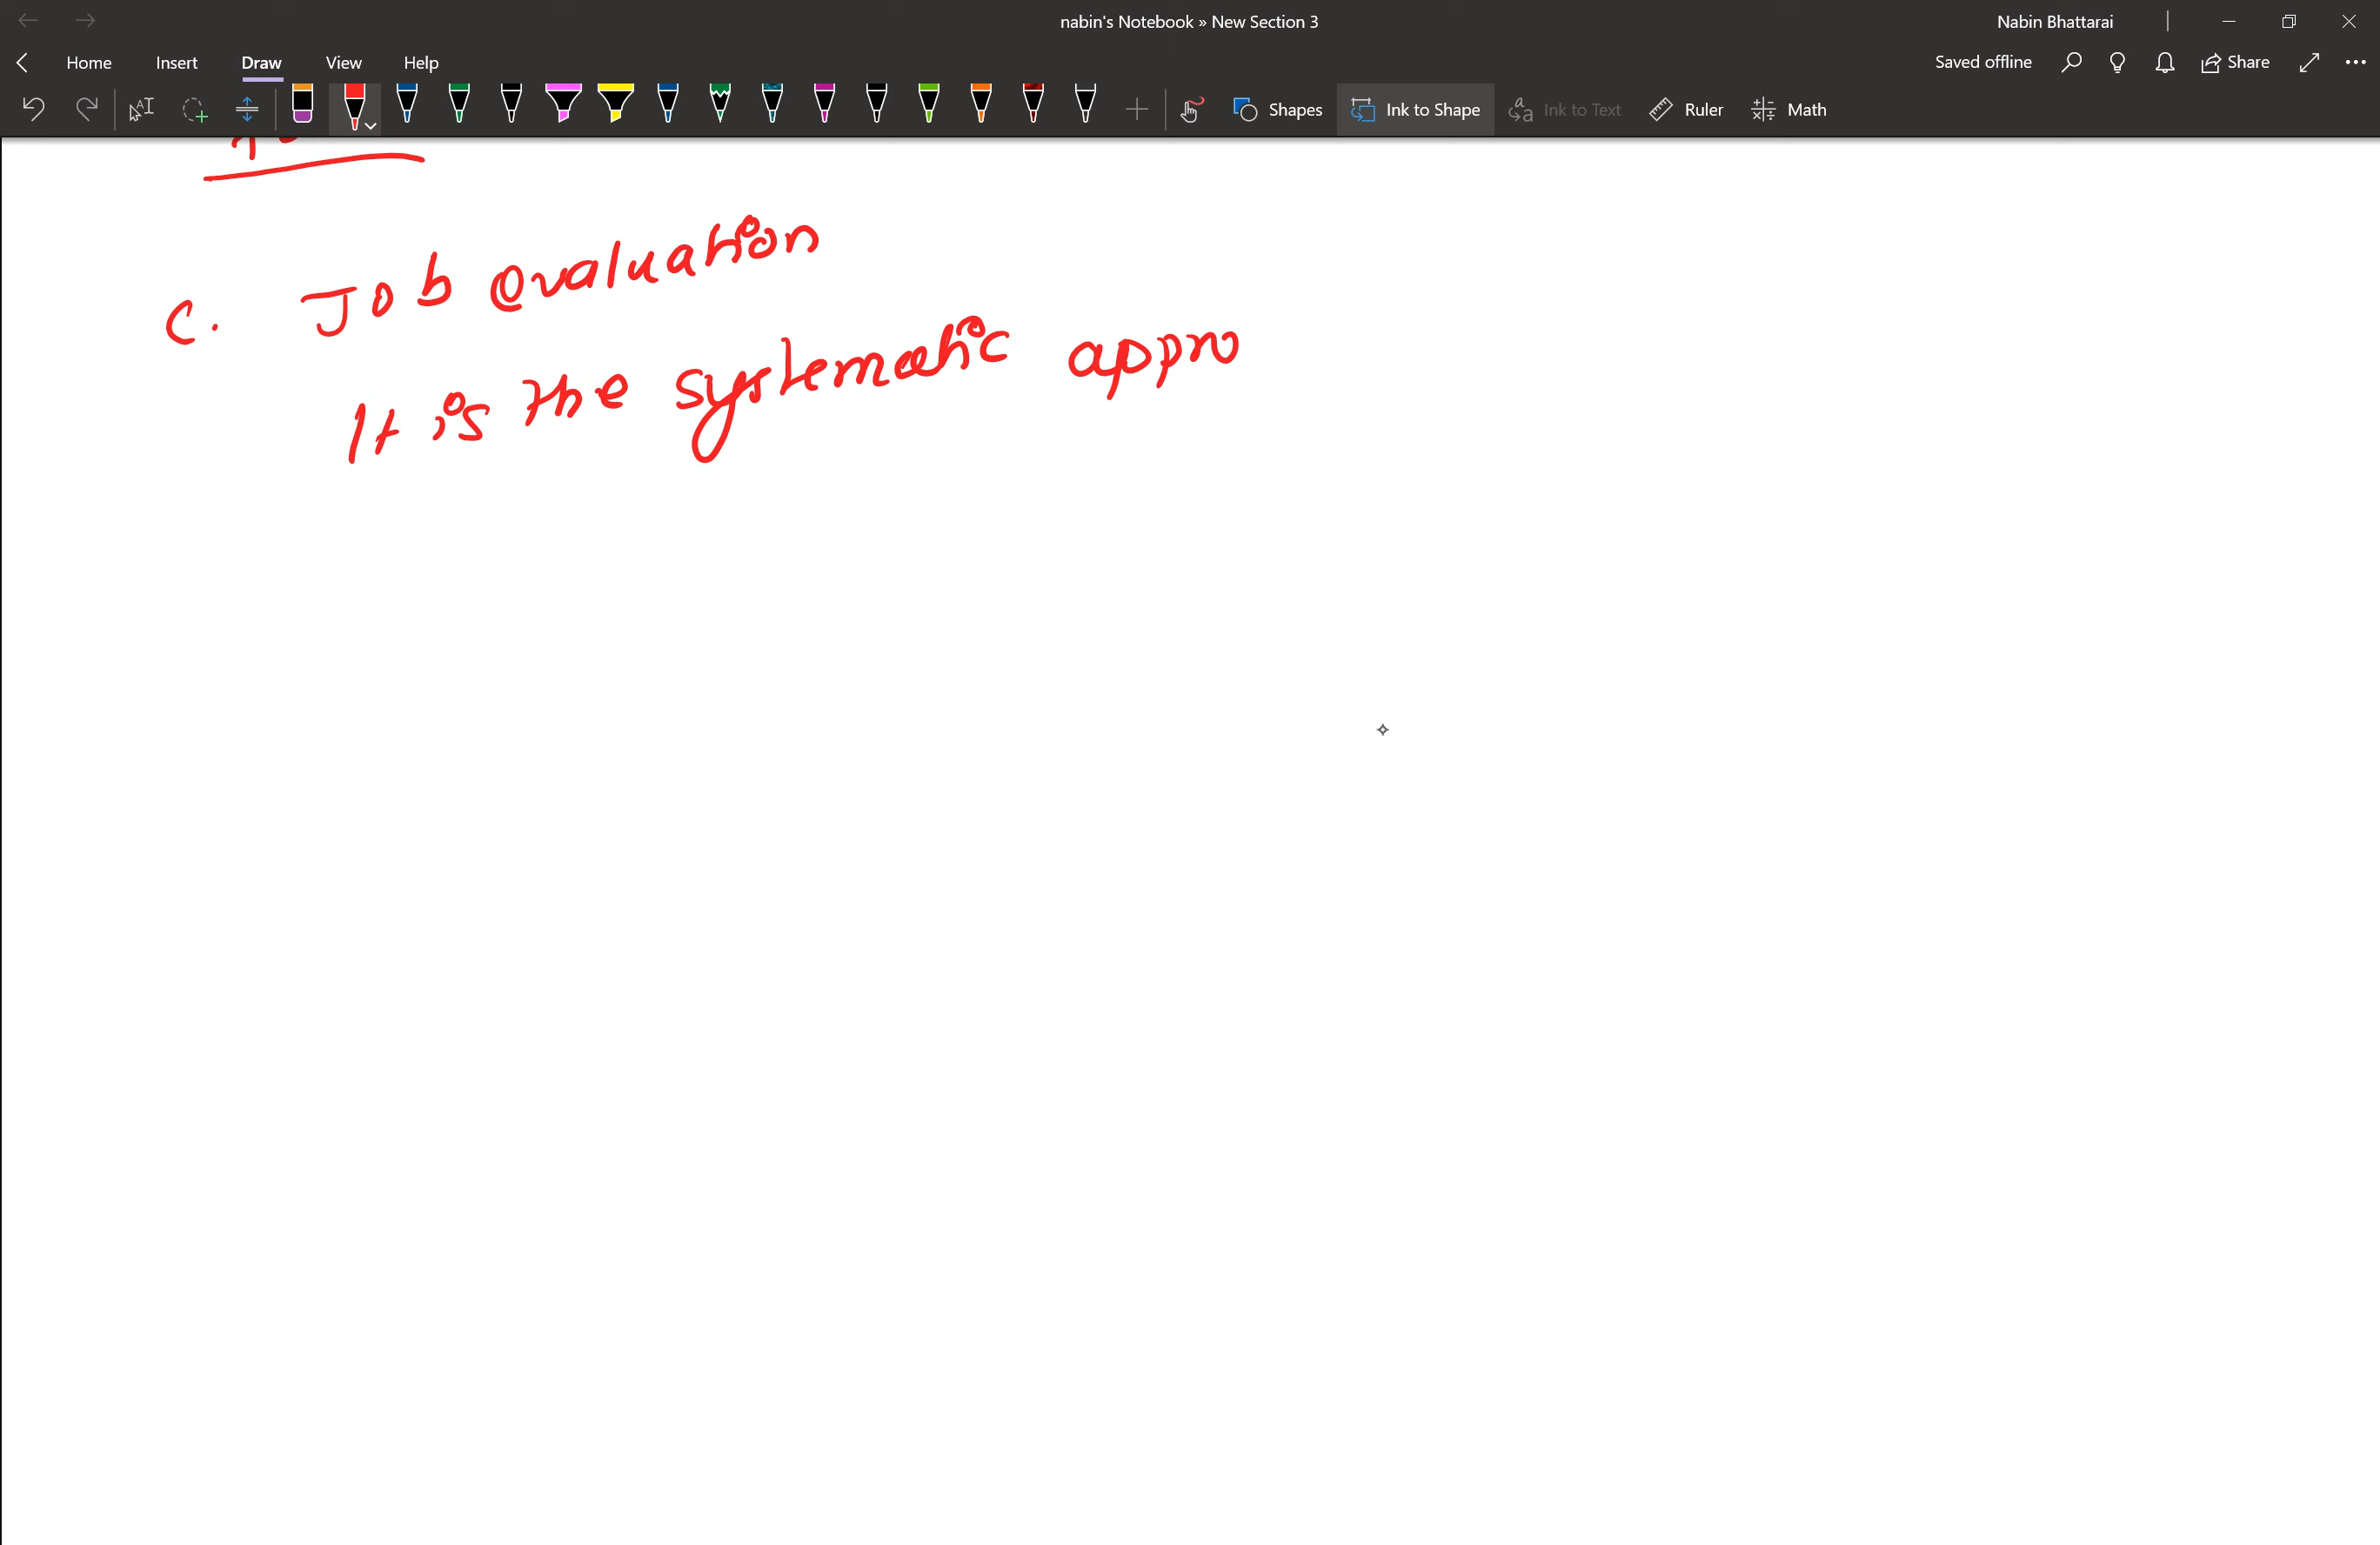 nabin's Notebook » New Section 3
Nabin Bhattarai
Home Insert Draw View Help
Saved offline
Share
Shapes Ink to Shape Ink to Text Ruler Math
C. Job evaluation
It is the systematic appro